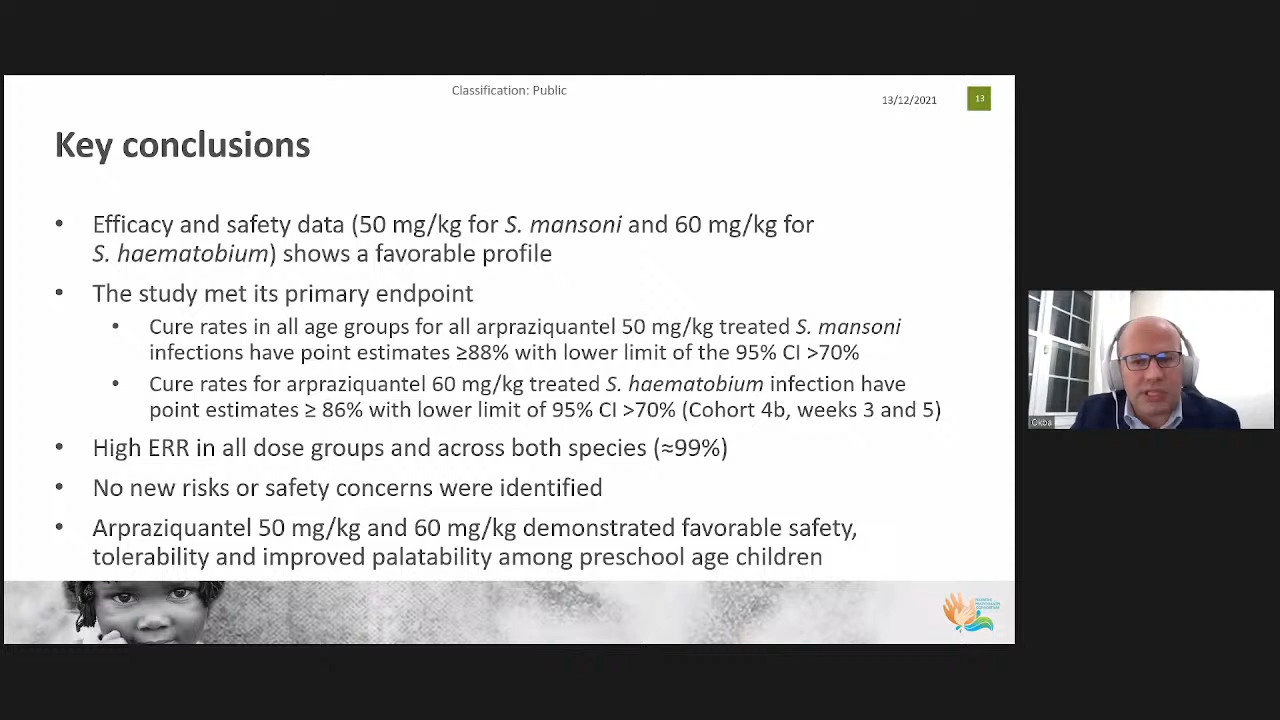 Classification: Public
13/12/2021
13
Key conclusions
• Efficacy and safety data (50 mg/kg for S. mansoni and 60 mg/kg for
S. haematobium) shows a favorable profile
• The study met its primary endpoint
• Cure rates in all age groups for all arpraziquantel 50 mg/kg treated S. mansoni
infections have point estimates ≥88% with lower limit of the 95% CI >70%
• Cure rates for arpraziquantel 60 mg/kg treated S. haematobium infection have
point estimates ≥ 86% with lower limit of 95% CI >70% (Cohort 4b, weeks 3 and 5)
• High ERR in all dose groups and across both species (≈99%)
• No new risks or safety concerns were identified
• Arpraziquantel 50 mg/kg and 60 mg/kg demonstrated favorable safety,
tolerability and improved palatability among preschool age children
Okba